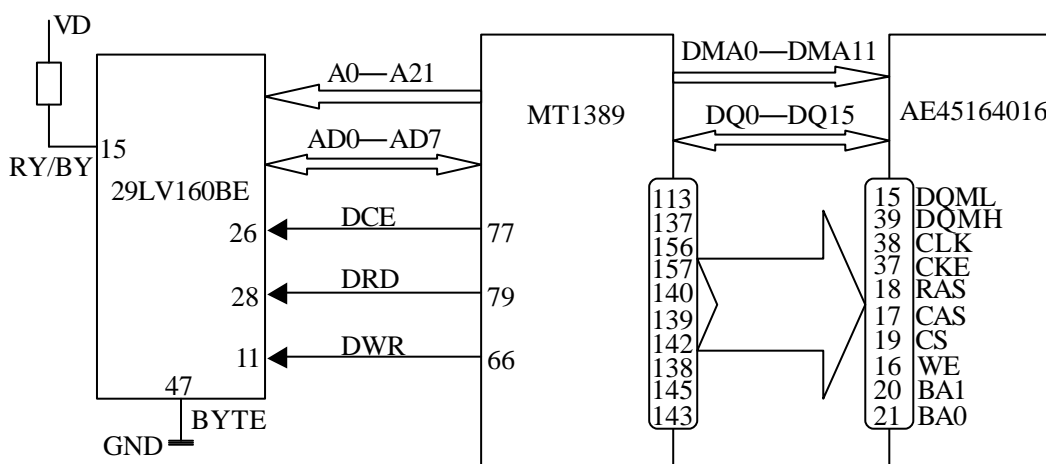 VD
DMA0—DMA11
A0—A21
MT1389
DQ0—DQ15
AE45164016
AD0—AD7
15
RY/BY
29LV160BE
113
137
156
157
140
139
142
138
145
143
15 DQML
39 DQMH
38 CLK
37 CKE
18 RAS
17 CAS
19 CS
16 WE
20 BA1
21 BA0
26 DCE 77
28 DRD 79
11 DWR 66
47
BYTE
GND